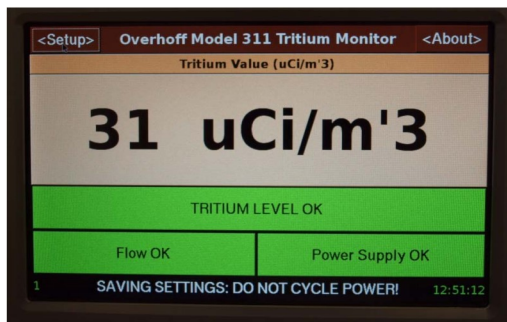 <Setup> Overhoff Model 311 Tritium Monitor <About>
Tritium Value (uCi/m'3)
31 uCi/m'3
TRITIUM LEVEL OK
Flow OK Power Supply OK
1 SAVING SETTINGS: DO NOT CYCLE POWER! 12:51:12